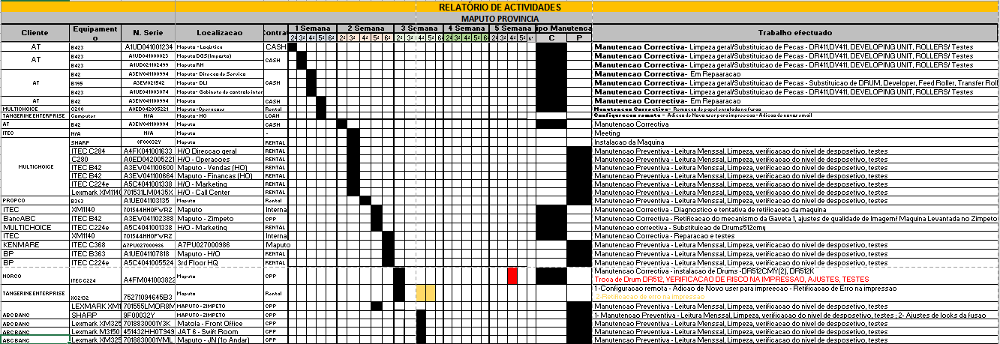 RELATÓRIO DE ACTIVIDADES
MAPUTO PROVINCIA
Cliente Equipamento N. Serie Localizacao Contrat 1 Semana 2 Semana 3 Semana 4 Semana 5 Semana ipo Manutenca Trabalho efectuado
2ª 3ª 4ª 5ª 6ª 2ª 3ª 4ª 5ª 6ª 2ª 3ª 4ª 5ª 6ª 2ª 3ª 4ª 5ª 6ª 2ª 3ª 4ª 5ª 6ª C P
AT B423 A1UD041001234 Maputo - Logistica CASH Manutencao Corrective- Limpeza geral/Substituicao de Pecas - DR411,DV411, DEVELOPING UNIT, ROLLERS/ Testes
AT B423 A1UD041000023 Maputo DGS(Imparto) CASH Manutencao Corrective- Limpeza geral/Substituicao de Pecas - DR411,DV411, DEVELOPING UNIT, ROLLERS/ Testes
B423 A1UD021102499 Maputo RH Manutencao Corrective- Limpeza geral/Substituicao de Pecas - DR411,DV411, DEVELOPING UNIT, ROLLERS/ Testes
AT B42 A3EW041100994 Maputo - Direcao de Servico CASH Manutencao Corrective- Em Repaaracao
B195 A3EW021542 Maputo - DLI Manutencao Corrective- Limpeza geral/Substituicao de Pecas - Substituicao de DRUM, Developer, Feed Roller, Transfer Roll
B423 A1UE041003074 Maputo - Gabinete de controlo inter Manutencao Corrective- Limpeza geral/Substituicao de Pecas - DR411,DV411, DEVELOPING UNIT, ROLLERS/ Testes
AT B42 A3EW041100994 Maputo CASH Manutencao Corrective- Em Repaaracao
MULTICHOICE C280 A0ED042005221 Maputo -Operacoes Rental Manutencao Corrective- Remocao de papel enrolado na fusao
TANGERINE ENTERPRISE Computer N/A Maputo - HO LOAN Configuracao remota - Adicao de Novo user para impreecao - Adicao de novar email
AT B42 A3EW041100994 Maputo CASH Manutencao Corrective
ITEC N/A N/A Maputo - Meeting
MULTICHOICE SHARP 9F00032Y Maputo RENTAL Instalacao da Maquina
ITEC C284 A4FK041001633 H/O Direccao geral RENTAL Manutencao Preventiva - Leitura Menssal, Limpeza, verificacao do nivel de desposetivo, testes
C280 A0ED042005221 H/O - Operacoes RENTAL Manutencao Preventiva - Leitura Menssal, Limpeza, verificacao do nivel de desposetivo, testes
ITEC B42 A3EW041100600 Maputo - Vendas (HO) RENTAL Manutencao Preventiva - Leitura Menssal, Limpeza, verificacao do nivel de desposetivo, testes
ITEC B42 A3EW041100664 Maputo - Financas (HO) RENTAL Manutencao Preventiva - Leitura Menssal, Limpeza, verificacao do nivel de desposetivo, testes
ITEC C224e A5C4041001338 H/O - Marketing RENTAL Manutencao Preventiva - Leitura Menssal, Limpeza, verificacao do nivel de desposetivo, testes
Lexmark XM1140 701531LM0435X H/O - Call Center RENTAL Manutencao Preventiva - Leitura Menssal, Limpeza, verificacao do nivel de desposetivo, testes
PROPCO B363 A1UE041103135 Maputo Rental Manutencao Preventiva - Leitura Menssal, Limpeza, verificacao do nivel de desposetivo, testes
ITEC XM1140 701544HH0FWRZ Maputo Interna Manutencao Corrective - Diagnostico e tentativa de retificacao da maquina
BancABC ITEC B42 A3EW041102388 Maputo - Zimpeto CPP Manutencao Corrective - Retificacao do mecanismo da Gaveta 1, ajustes de qualidade de Imagem/ Maquina Levantada no Zimpeto
MULTICHOICE ITEC C224e A5C4041001338 H/O - Marketing RENTAL Manutencao corrective - Substituicao de Drums512cmy
ITEC XM1140 701544HH0FWRZ Interna Manutencao Corrective - Reparacao e testes
KENMARE ITEC C368 A7PU027000986 A7PU027000986 Maputo Manutencao Preventiva - Leitura Menssal, Limpeza, verificacao do nivel de desposetivo, testes
BP ITEC B363 A1UE041107818 Maputo - H/O RENTAL Manutencao Preventiva - Leitura Menssal, Limpeza, verificacao do nivel de desposetivo, testes
BP ITEC C224e A5C4041005524 3rd Floor HQ RENTAL Manutencao Preventiva - Leitura Menssal, Limpeza, verificacao do nivel de desposetivo, testes
NORCO ITEC C224 A4FM041003822 Maputo CPP Manutencao Corrective - instalacao de Drums -DR512CMY(2), DR512K
Troca de Drum DR512, VERIFICACAO DE RISCO NA IMPRESSAO, AJUSTES, TESTES
TANGERINE ENTERPRISE XC2132 75271094645B3 Maputo Rental 1-Configuracao remota - Adicao de Novo user para impreecao - Retificacao de Erro na impressao
2-Retificacao de erro na impressao
LEXMARK XM1 701555LMOR8M MAPUTO - ZIMPETO CPP Manutencao Preventiva - Leitura Menssal, Limpeza, verificacao do nivel de desposetivo, testes
ABC BANC SHARP 9F00032Y MAPUTO - ZIMPETO CPP 1- Manutencao Preventiva - Leitura Menssal, Limpeza, verificacao do nivel de desposetivo, testes ; 2- Ajustes de locks da fusao
ABC BANC Lexmark XM325 7018830001V3K Matola - Front Office CPP Manutencao Preventiva - Leitura Menssal, Limpeza, verificacao do nivel de desposetivo, testes
ABC BANC Lexmark M3150 451432HH0T949 JAT 6 - Swift Room CPP Manutencao Preventiva - Leitura Menssal, Limpeza, verificacao do nivel de desposetivo, testes
ABC BANC Lexmark XM325 7018830001VML Maputo - JN (1o Andar) CPP Manutencao Preventiva - Leitura Menssal, Limpeza, verificacao do nivel de desposetivo, testes